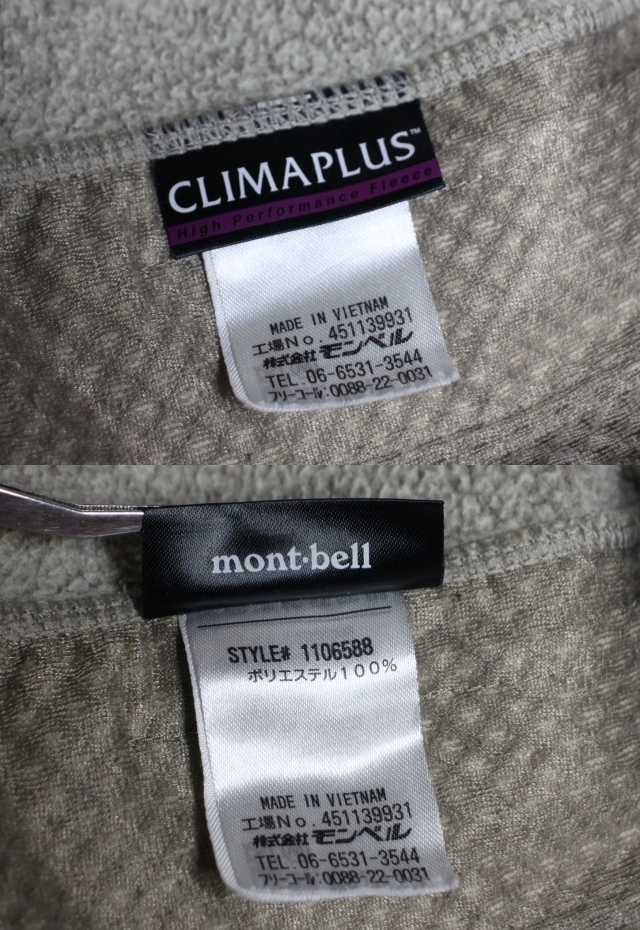 CLIMAPLUS™
High Performance Fleece
MADE IN VIETNAM
工場No. 451139931
株式会社モンベル
TEL. 06-6531-3544
フリーコール: 0088-22-0031
mont·bell
STYLE# 1106588
ポリエステル100%
MADE IN VIETNAM
工場No. 451139931
株式会社モンベル
TEL. 06-6531-3544
フリーコール: 0088-22-0031